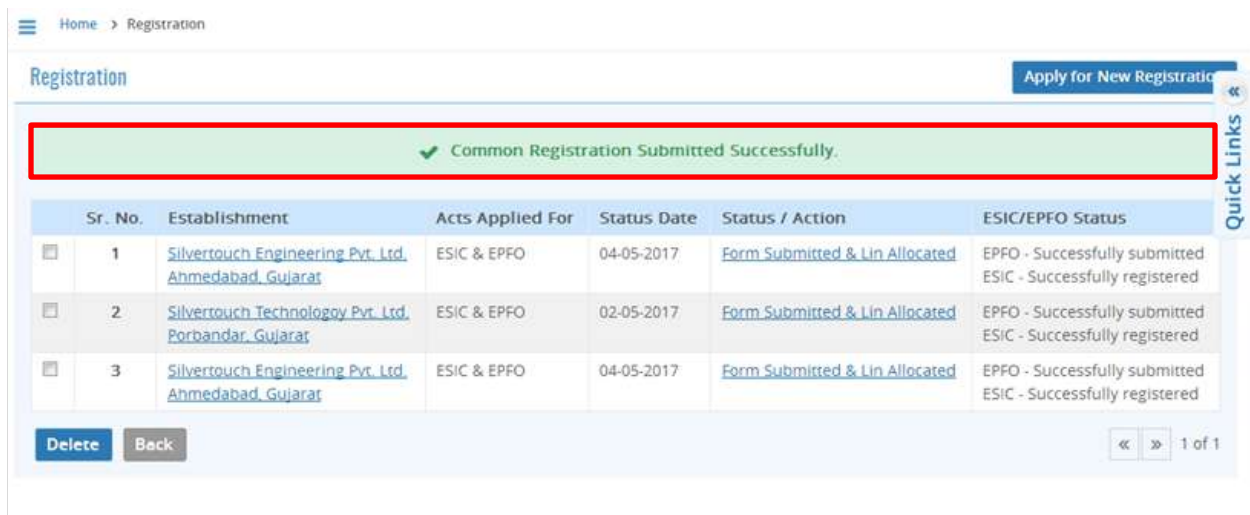 Home > Registration
Registration
Apply for New Registratio
«
Quick Links
✔ Common Registration Submitted Successfully.
Sr. No. Establishment Acts Applied For Status Date Status / Action ESIC/EPFO Status
1 Silvertouch Engineering Pvt. Ltd. ESIC & EPFO 04-05-2017 Form Submitted & Lin Allocated EPFO - Successfully submitted
Ahmedabad, Gujarat ESIC - Successfully registered
2 Silvertouch Technologoy Pvt. Ltd. ESIC & EPFO 02-05-2017 Form Submitted & Lin Allocated EPFO - Successfully submitted
Porbandar, Gujarat ESIC - Successfully registered
3 Silvertouch Engineering Pvt. Ltd. ESIC & EPFO 04-05-2017 Form Submitted & Lin Allocated EPFO - Successfully submitted
Ahmedabad, Gujarat ESIC - Successfully registered
Delete Back « » 1 of 1